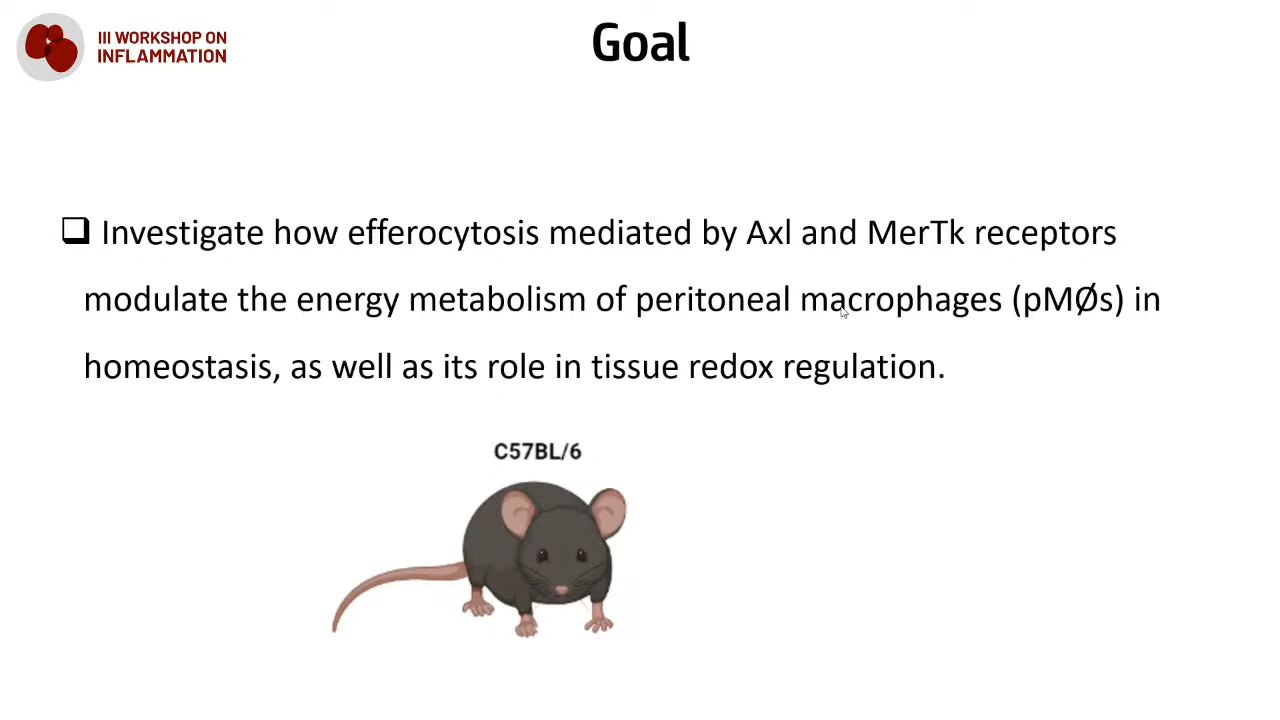 III WORKSHOP ON
INFLAMMATION
Goal
Investigate how efferocytosis mediated by Axl and MerTk receptors
modulate the energy metabolism of peritoneal macrophages (pMØs) in
homeostasis, as well as its role in tissue redox regulation.
C57BL/6